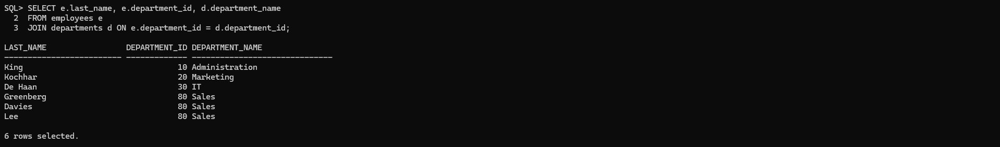 SQL> SELECT e.last_name, e.department_id, d.department_name
  2  FROM employees e
  3  JOIN departments d ON e.department_id = d.department_id;

LAST_NAME                 DEPARTMENT_ID DEPARTMENT_NAME
------------------------- ------------- ------------------------------
King                                 10 Administration
Kochhar                              20 Marketing
De Haan                              30 IT
Greenberg                            80 Sales
Davies                               80 Sales
Lee                                  80 Sales

6 rows selected.